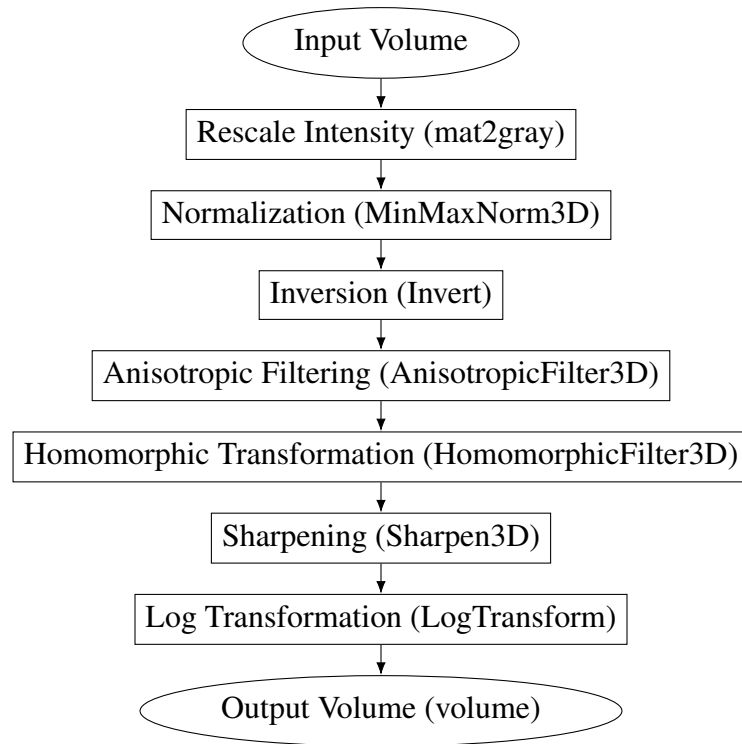 Input Volume
Rescale Intensity (mat2gray)
Normalization (MinMaxNorm3D)
Inversion (Invert)
Anisotropic Filtering (AnisotropicFilter3D)
Homomorphic Transformation (HomomorphicFilter3D)
Sharpening (Sharpen3D)
Log Transformation (LogTransform)
Output Volume (volume)